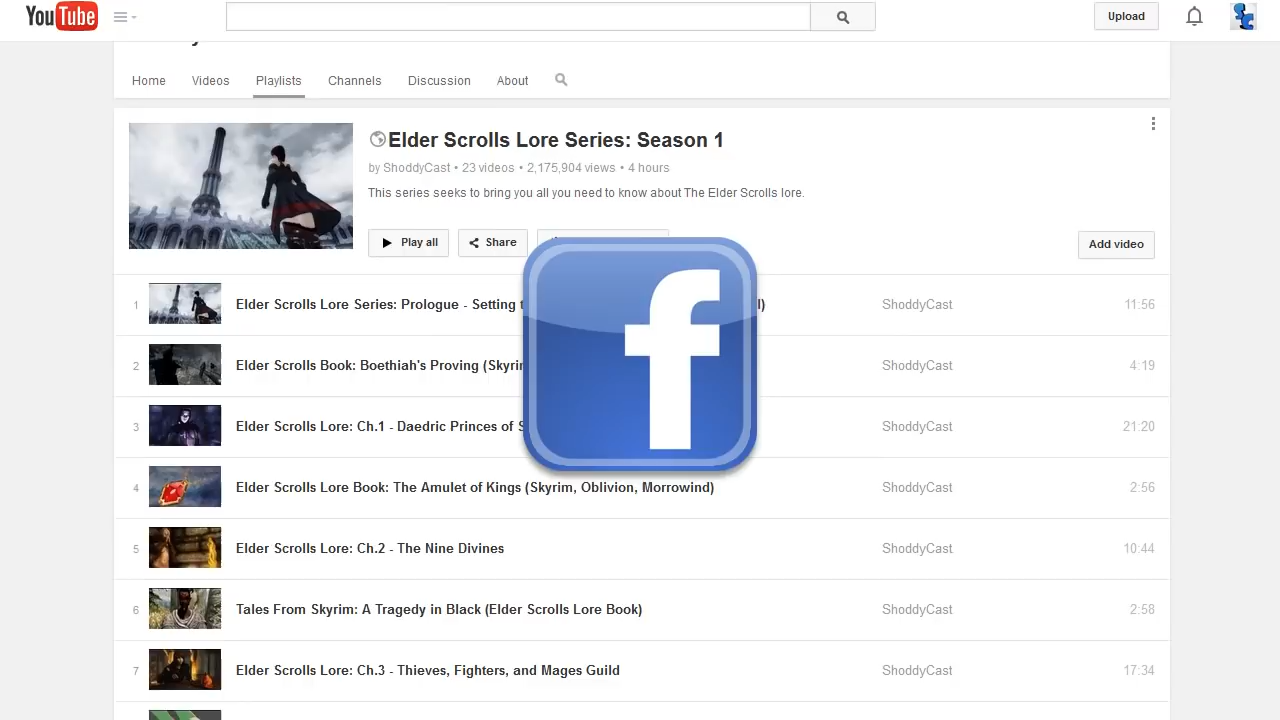 YouTube
Upload
Home Videos Playlists Channels Discussion About
Elder Scrolls Lore Series: Season 1
by ShoddyCast • 23 videos • 2,175,904 views • 4 hours
This series seeks to bring you all you need to know about The Elder Scrolls lore.
Play all Share Add video
1 Elder Scrolls Lore Series: Prologue - Setting ShoddyCast 11:56
2 Elder Scrolls Book: Boethiah's Proving ShoddyCast 4:19
3 Elder Scrolls Lore: Ch.1 - Daedric Princes of ShoddyCast 21:20
4 Elder Scrolls Lore Book: The Amulet of Kings (Skyrim, Oblivion, Morrowind) ShoddyCast 2:56
5 Elder Scrolls Lore: Ch.2 - The Nine Divines ShoddyCast 10:44
6 Tales From Skyrim: A Tragedy in Black (Elder Scrolls Lore Book) ShoddyCast 2:58
7 Elder Scrolls Lore: Ch.3 - Thieves, Fighters, and Mages Guild ShoddyCast 17:34
f